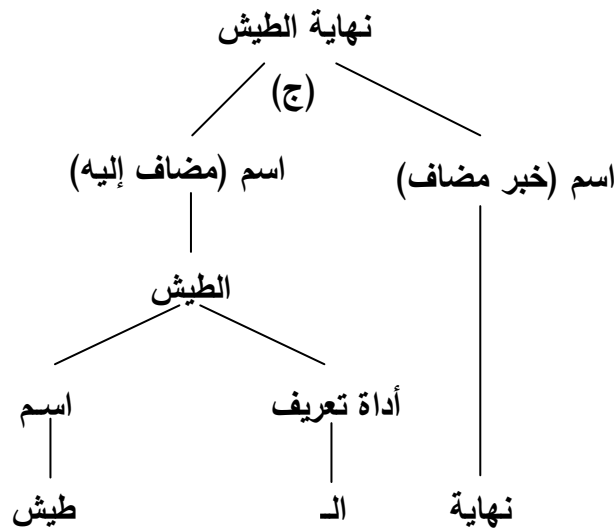 نهاية الطيش
(ج)
اسم (خبر مضاف) اسم (مضاف إليه)
الطيش
أداة تعريف اسم
نهاية الـ طيش